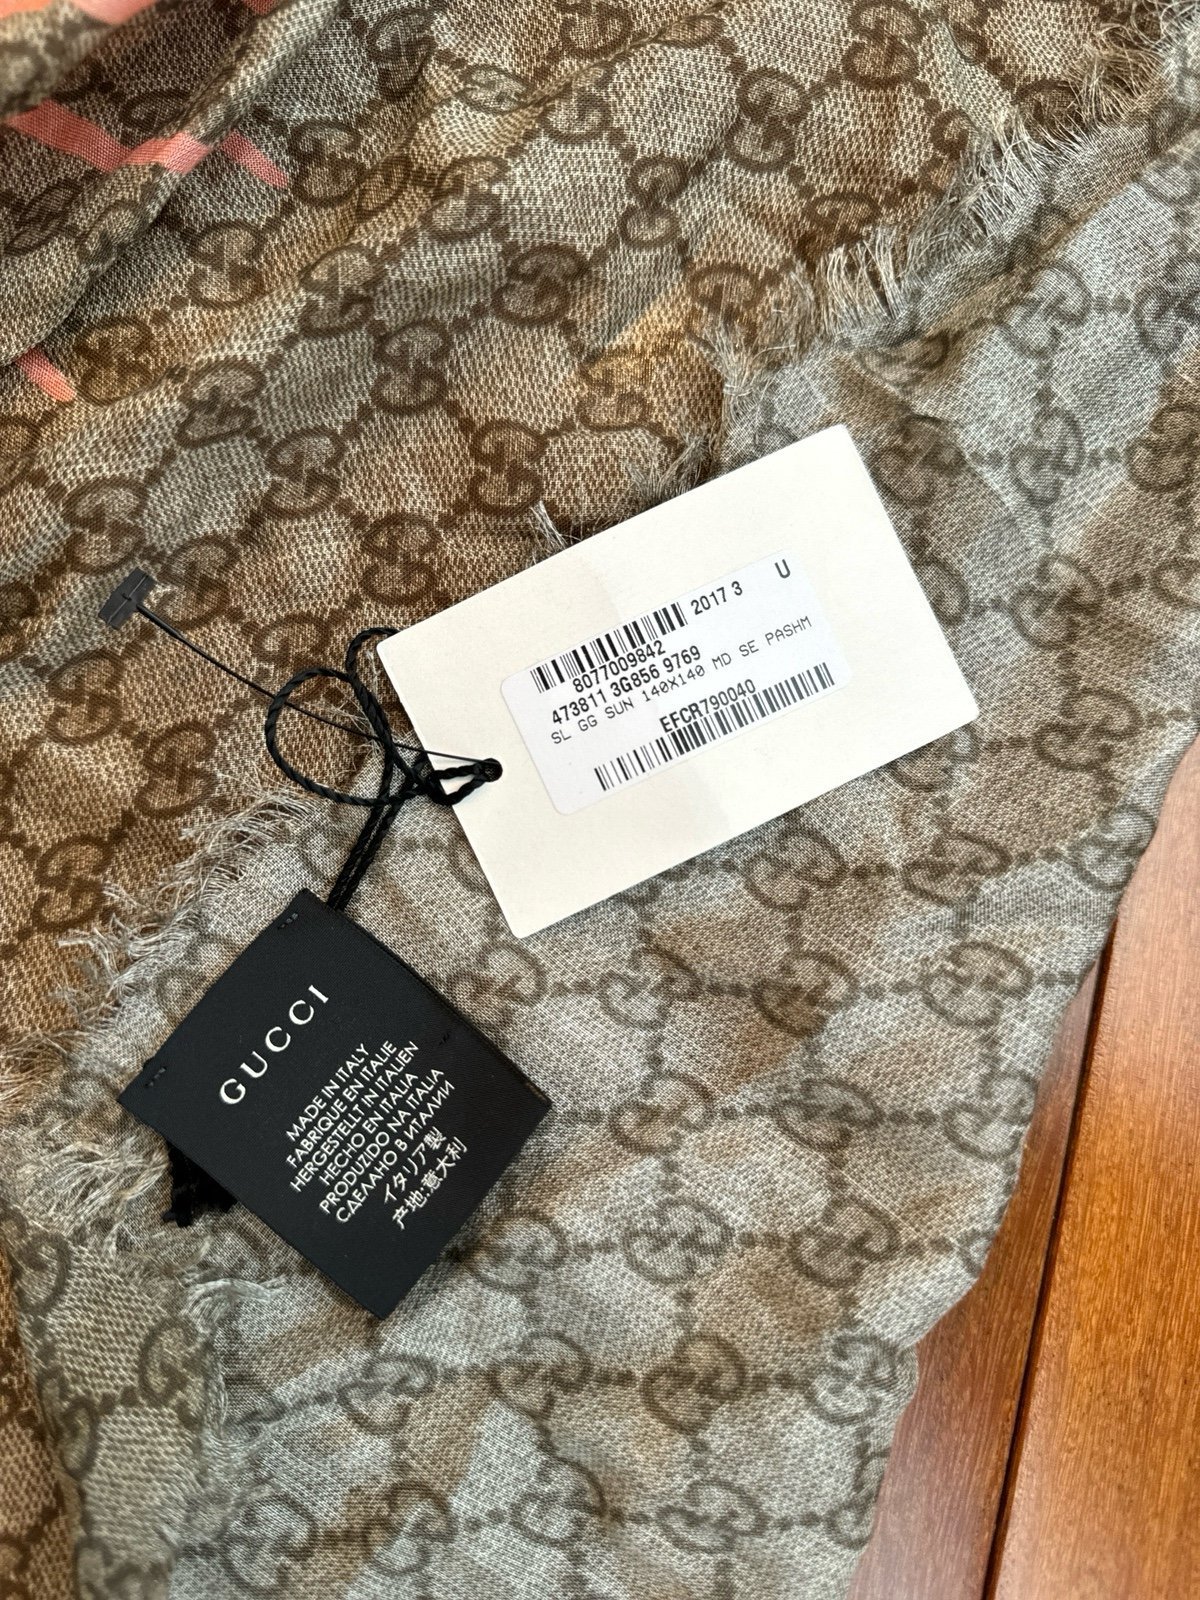 2017 3
U
8077009842
473811 3G856 9769
SL GG SUN 140X140 MD SE PASHM
EFCR790040
GUCCI
MADE IN ITALY
FABRIQUE EN ITALIE
HERGESTELLT IN ITALIEN
HECHO EN ITALIA
PRODUZIDO NA ITALIA
СДЕЛАНО В ИТАЛИИ
イタリア製
产地:意大利